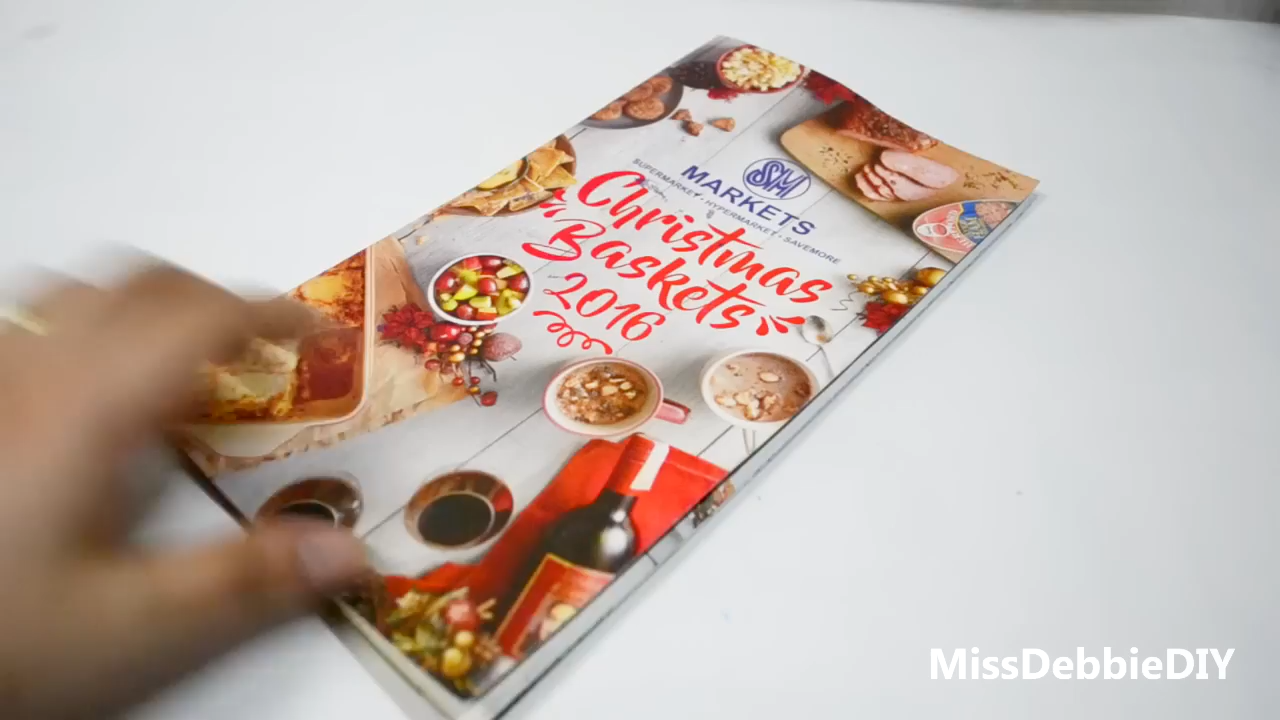 SM
MARKETS
SUPERMARKET • HYPERMARKET • SAVEMORE
Christmas
Baskets
2016
MissDebbieDIY